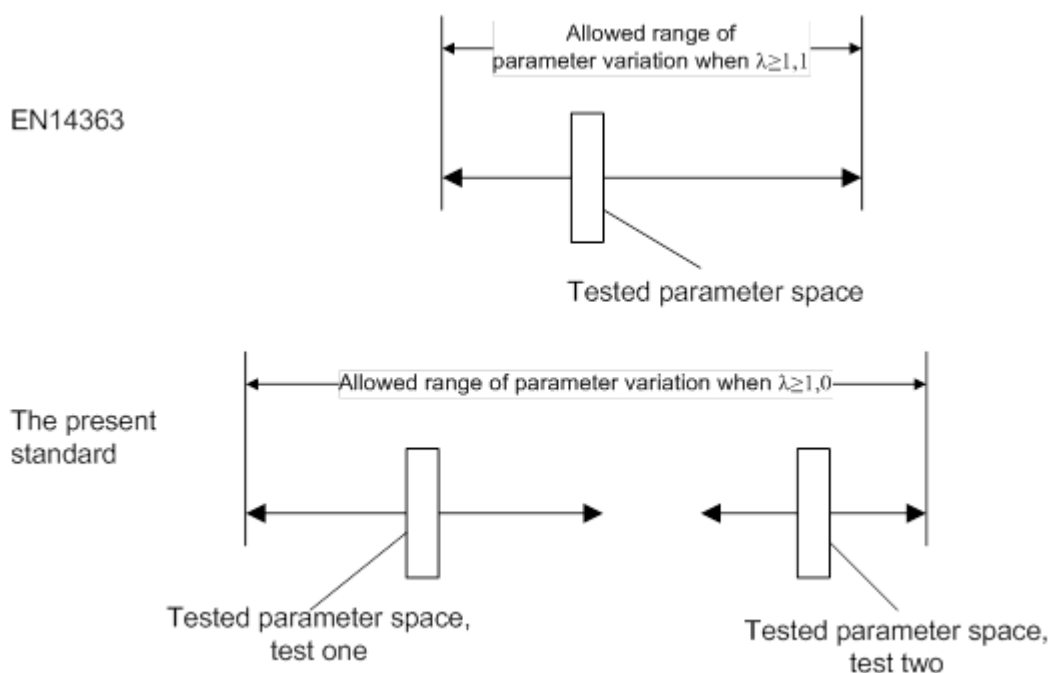 Allowed range of
parameter variation when λ≥1,1
EN14363
Tested parameter space
Allowed range of parameter variation when λ≥1,0
The present
standard
Tested parameter space,
test one
Tested parameter space,
test two